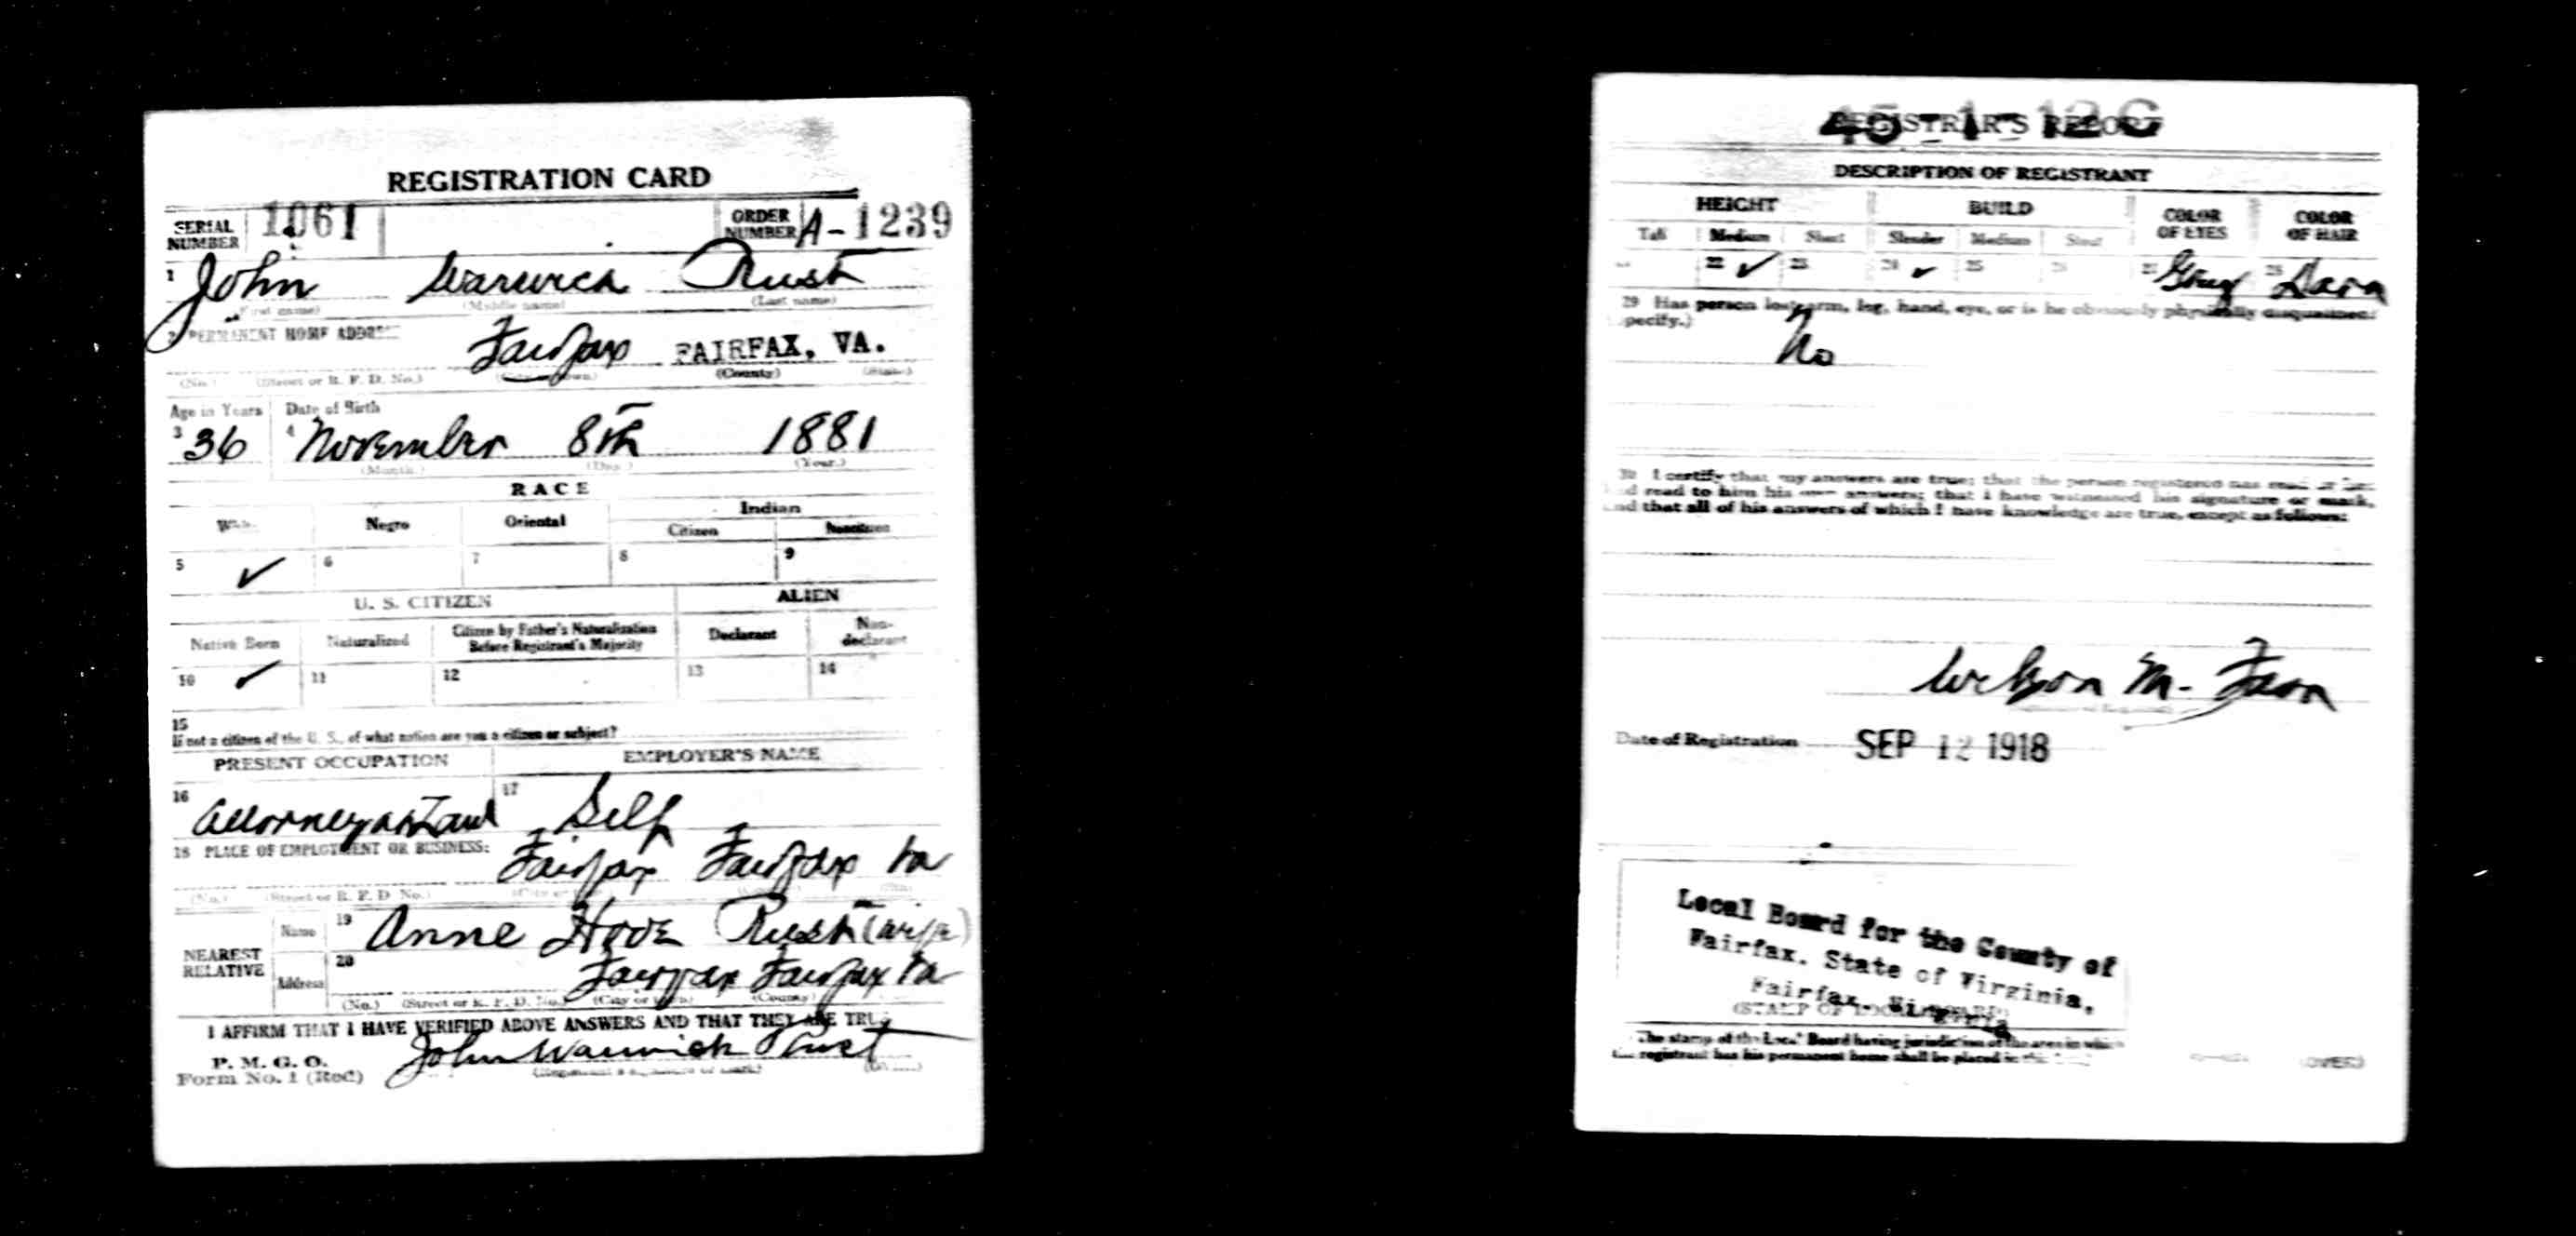 REGISTRATION CARD
SERIAL NUMBER 1061 ORDER NUMBER A-1239
1 John Warwick Rust
(First name) (Middle name) (Last name)
2 PERMANENT HOME ADDRESS
Fairfax FAIRFAX, VA.
(No.) (Street or R. F. D. No.) (City or town) (County) (State)
Age in Years Date of Birth
3 36 4 November 8th 1881
(Month.) (Day.) (Year.)
RACE
White Negro Oriental Indian
Citizen Noncitizen
5 ✓ 6 7 8 9
U. S. CITIZEN ALIEN
Native Born Naturalized Citizen by Father's Naturalization Before Registrant's Majority Declarant Non-declarant
10 ✓ 11 12 13 14
15
If not a citizen of the U. S., of what nation are you a citizen or subject?
PRESENT OCCUPATION EMPLOYER'S NAME
16 Attorney at Law 17 Self
18 PLACE OF EMPLOYMENT OR BUSINESS:
Fairfax Fairfax Va
(No.) (Street or R. F. D. No.)
NEAREST RELATIVE Name 19 Anne Hove Rust (wife)
Address 20 Fairfax Fairfax Va
(No.) (Street or R. F. D. No.) (City or town) (County)
I AFFIRM THAT I HAVE VERIFIED ABOVE ANSWERS AND THAT THEY ARE TRUE
P. M. G. O.
Form No. 1 (Red) John Warwick Rust
(Registrant's signature or mark)
45-1-12 C
REGISTRAR'S REPORT
DESCRIPTION OF REGISTRANT
HEIGHT BUILD COLOR OF EYES COLOR OF HAIR
Tall Medium Short Slender Medium Stout
22 ✓ 23 24 ✓ 25 26 27 Gray 28 Dark
29 Has person lost arm, leg, hand, eye, or is he obviously physically disqualified?
(Specify.)
No
30 I certify that my answers are true; that the person registered has read or has
had read to him his own answers; that I have witnessed his signature or mark,
and that all of his answers of which I have knowledge are true, except as follows:
M. Farr
Date of Registration SEP 12 1918
Local Board for the County of
Fairfax. State of Virginia,
Fairfax, Virginia
(STAMP OF LOCAL BOARD)
The stamp of the Local Board having jurisdiction of the area in which
the registrant has his permanent home shall be placed in this
(OVER)